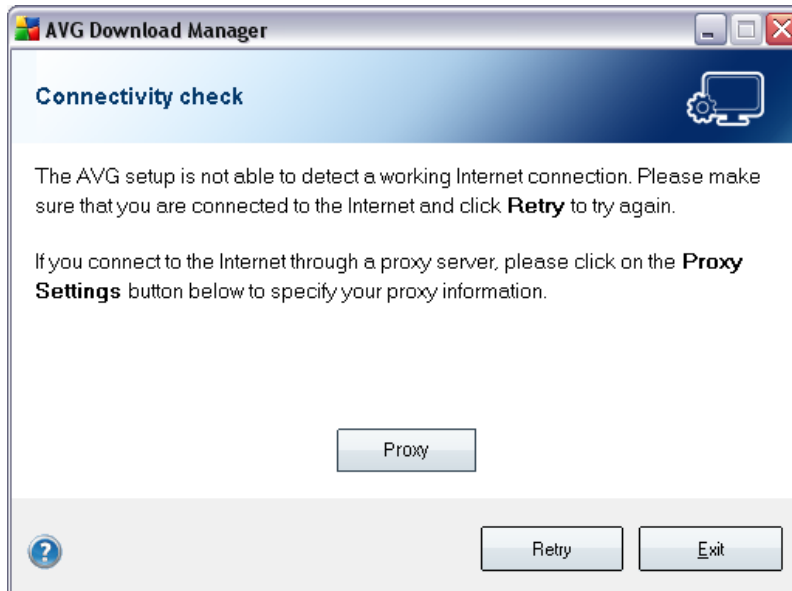 AVG Download Manager
Connectivity check
The AVG setup is not able to detect a working Internet connection. Please make
sure that you are connected to the Internet and click Retry to try again.
If you connect to the Internet through a proxy server, please click on the Proxy
Settings button below to specify your proxy information.
Proxy
?
Retry
Exit